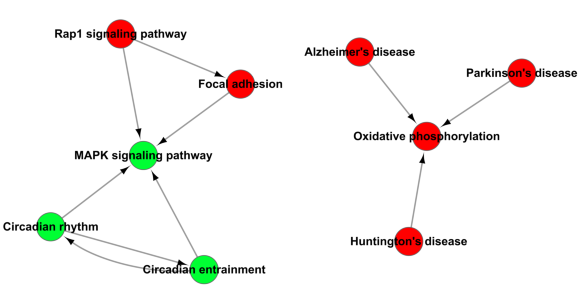 Rap1 signaling pathway
Focal adhesion
MAPK signaling pathway
Circadian rhythm
Circadian entrainment
Alzheimer's disease
Parkinson's disease
Oxidative phosphorylation
Huntington's disease